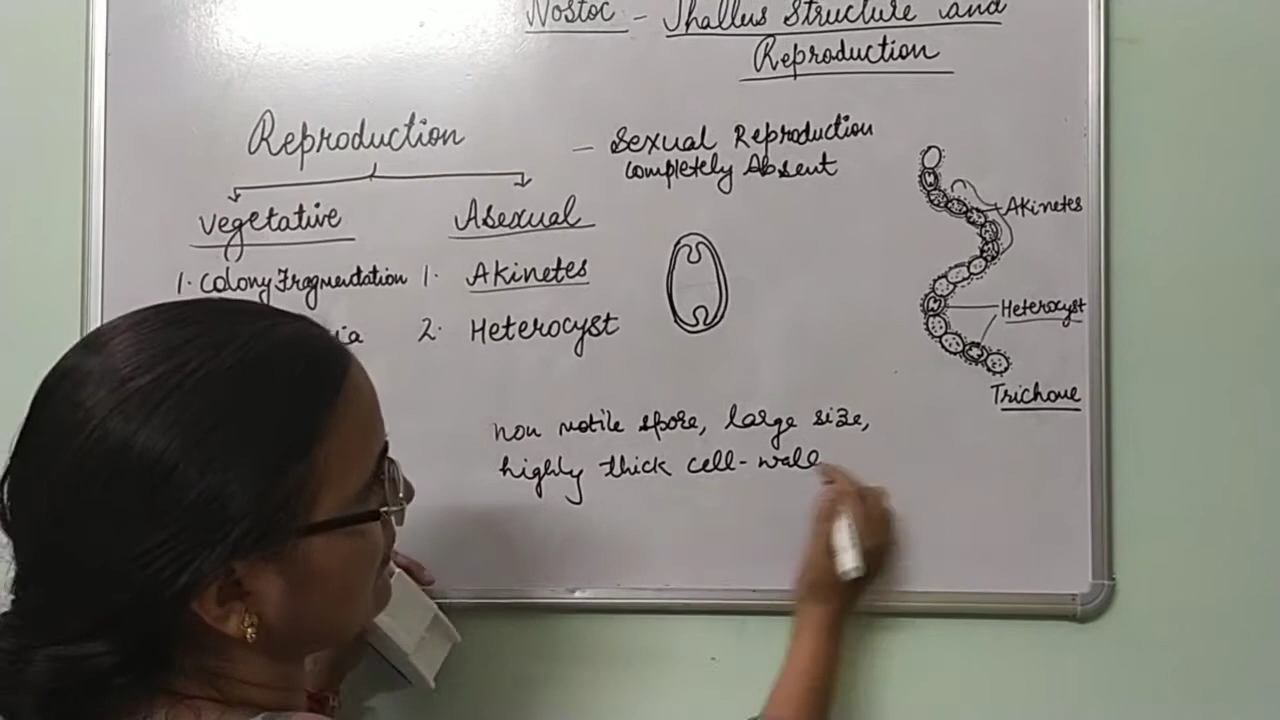 Nostoc - Thallus Structure and
Reproduction
Reproduction
- Sexual Reproduction
Completely Absent
Vegetative
Asexual
1. Colony Fragmentation
1. Akinetes
2. Heterocyst
non motile spore, large size,
highly thick cell-wall
Akinetes
Heterocyst
Trichome